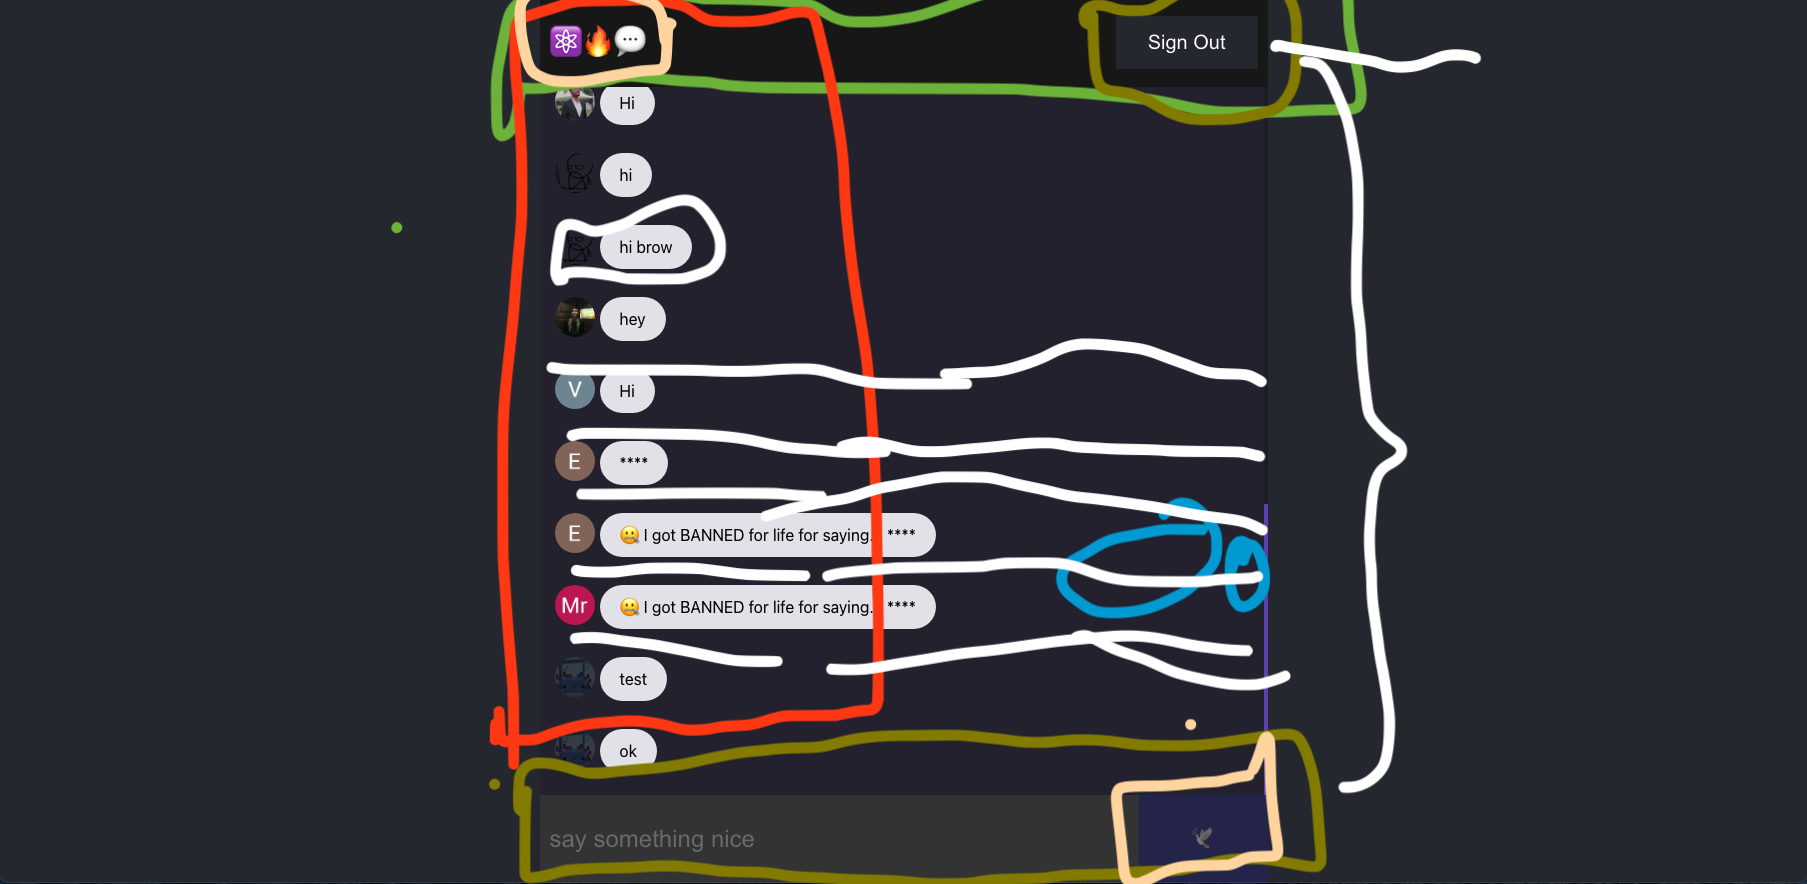 ⚛️🔥💬
Sign Out
Hi
hi
hi brow
hey
V
Hi
E
****
E
🤐 I got BANNED for life for saying... ****
Mr
🤐 I got BANNED for life for saying... ****
test
ok
say something nice
🕊️